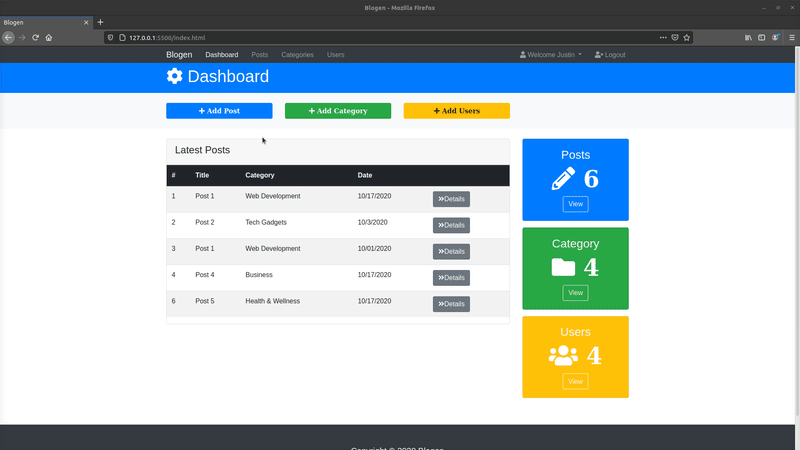 Blogen - Mozilla Firefox
Blogen
127.0.0.1:5500/index.html
Blogen Dashboard Posts Categories Users Welcome Justin Logout
Dashboard
Add Post Add Category Add Users
Latest Posts
# Title Category Date
1 Post 1 Web Development 10/17/2020 Details
2 Post 2 Tech Gadgets 10/3/2020 Details
3 Post 1 Web Development 10/01/2020 Details
4 Post 4 Business 10/17/2020 Details
6 Post 5 Health & Wellness 10/17/2020 Details
Posts
6
View
Category
4
View
Users
4
View
Copyright © 2020 Blogen